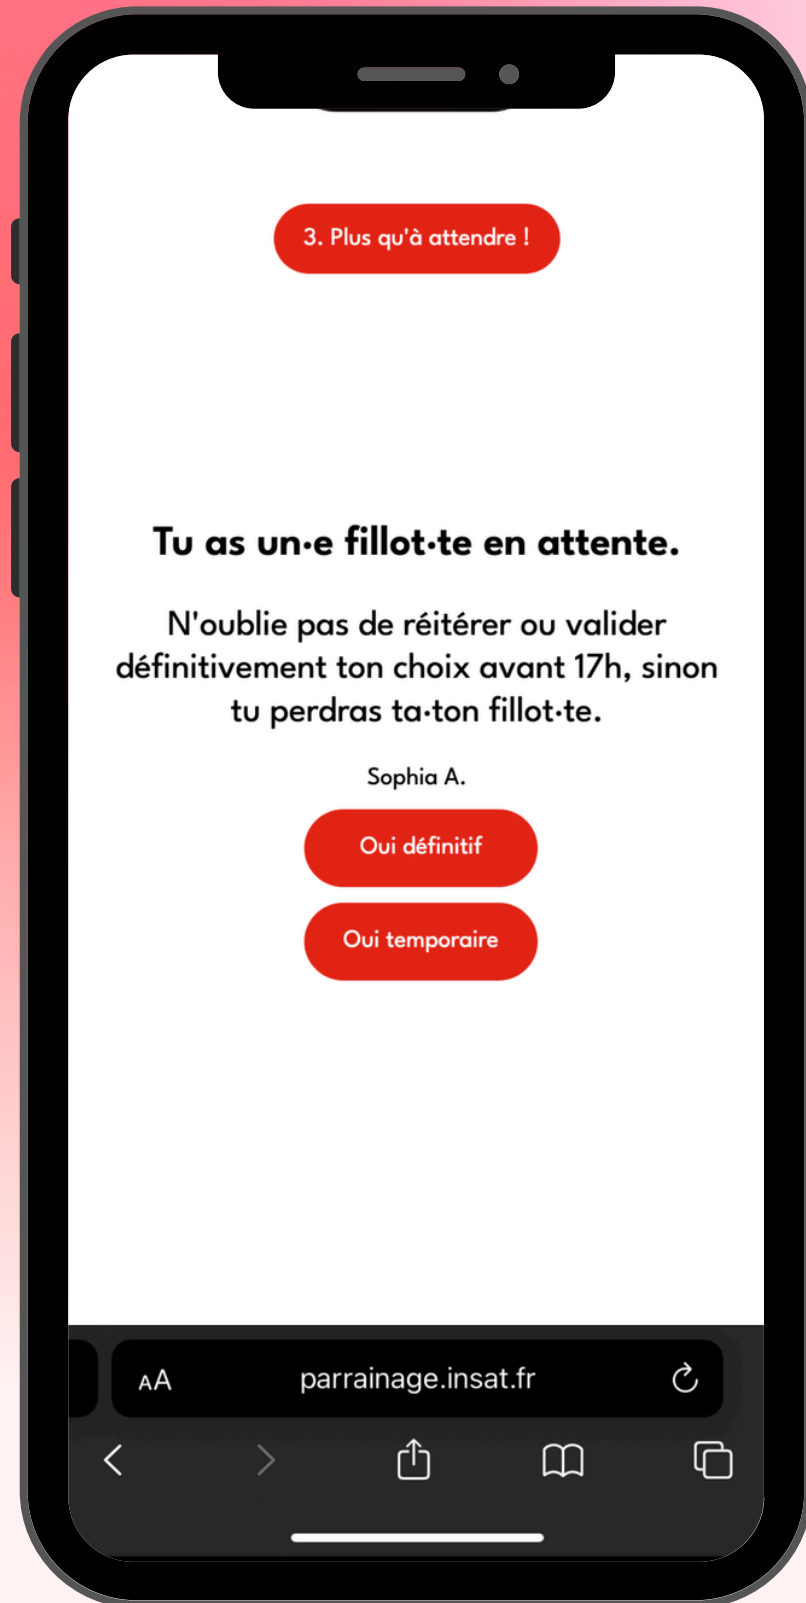 3. Plus qu'à attendre !
Tu as un·e fillot·te en attente.
N'oublie pas de réitérer ou valider
définitivement ton choix avant 17h, sinon
tu perdras ta·ton fillot·te.
Sophia A.
Oui définitif
Oui temporaire
AA
parrainage.insat.fr